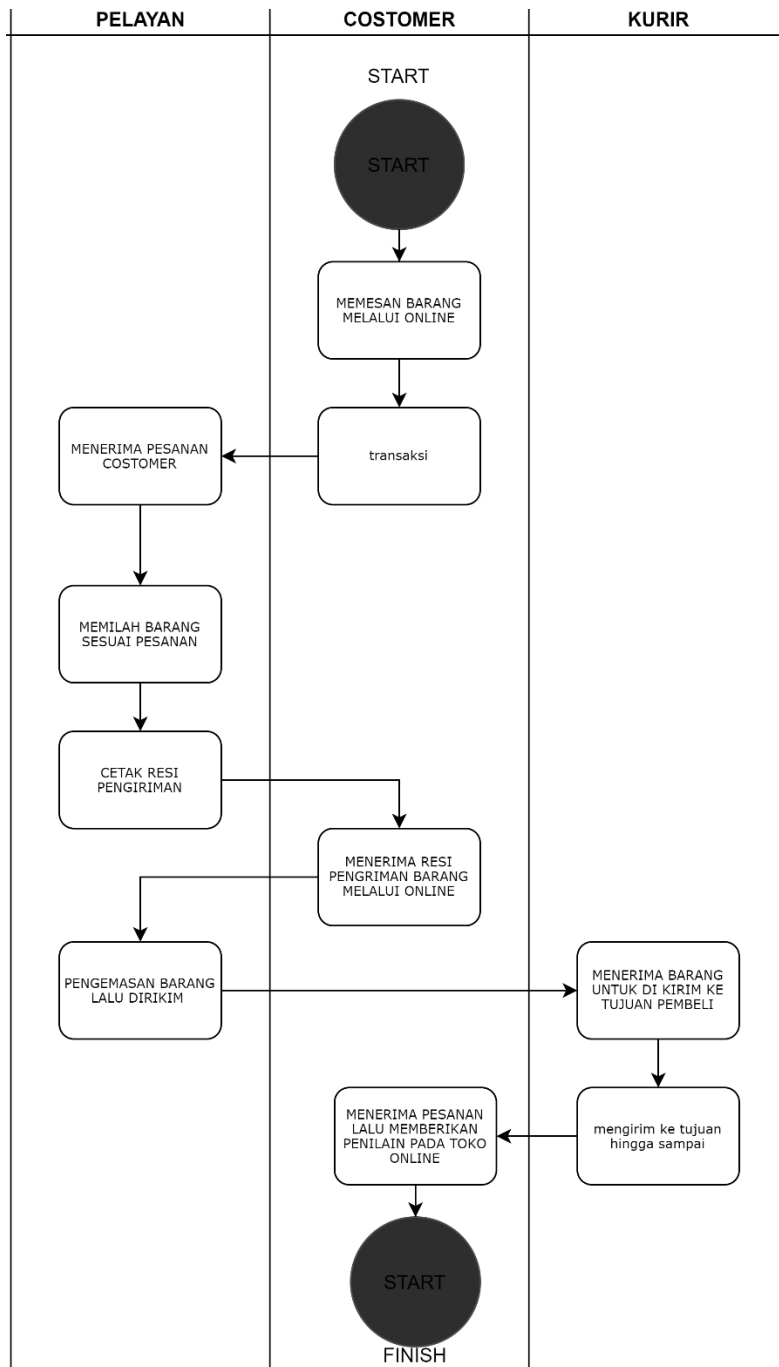 PELAYAN
COSTOMER
KURIR
START
START
MEMESAN BARANG
MELALUI ONLINE
transaksi
MENERIMA PESANAN
COSTOMER
MEMILAH BARANG
SESUAI PESANAN
CETAK RESI
PENGIRIMAN
MENERIMA RESI
PENGRIMAN BARANG
MELALUI ONLINE
PENGEMASAN BARANG
LALU DIRIKIM
MENERIMA BARANG
UNTUK DI KIRIM KE
TUJUAN PEMBELI
mengirim ke tujuan
hingga sampai
MENERIMA PESANAN
LALU MEMBERIKAN
PENILAIN PADA TOKO
ONLINE
START
FINISH